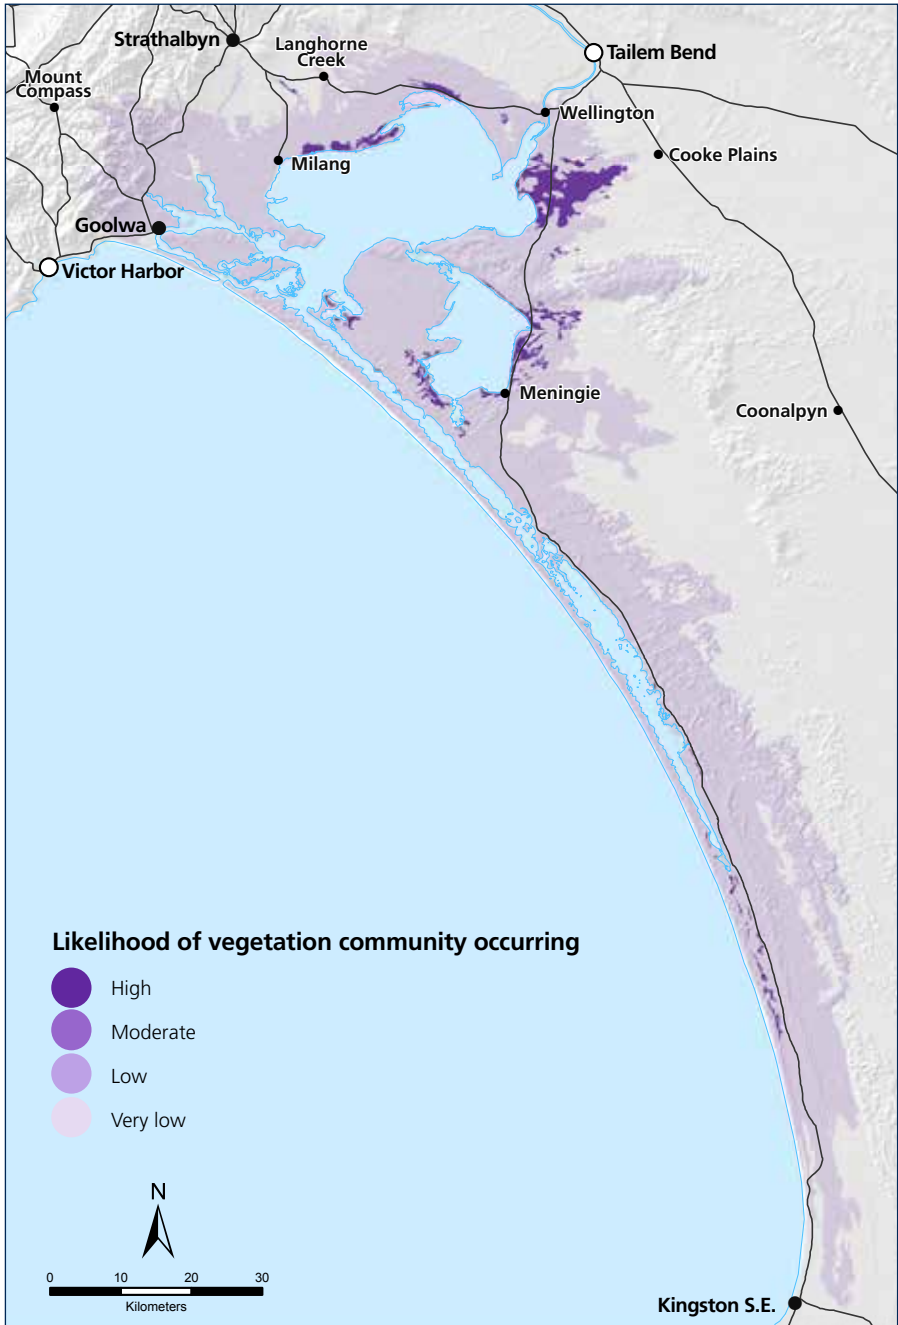 Strathalbyn
Langhorne
Creek
Tailem Bend
Mount
Compass
Wellington
Cooke Plains
Milang
Goolwa
Victor Harbor
Meningie
Coonalpyn
Likelihood of vegetation community occurring
High
Moderate
Low
Very low
N
0 10 20 30
Kilometers
Kingston S.E.